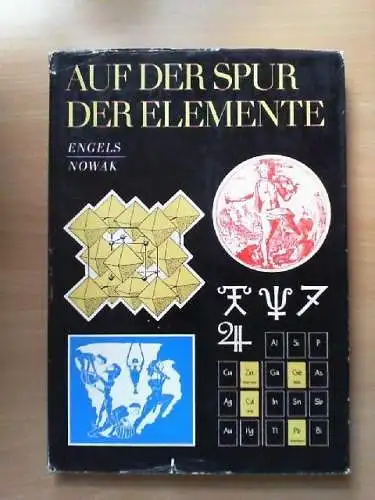 AUF DER SPUR
DER ELEMENTE
ENGELS
NOWAK
Al Si P
Cu Zn Ga Ge As
Ag Cd In Sn Sb
Au Hg Tl Pb Bi